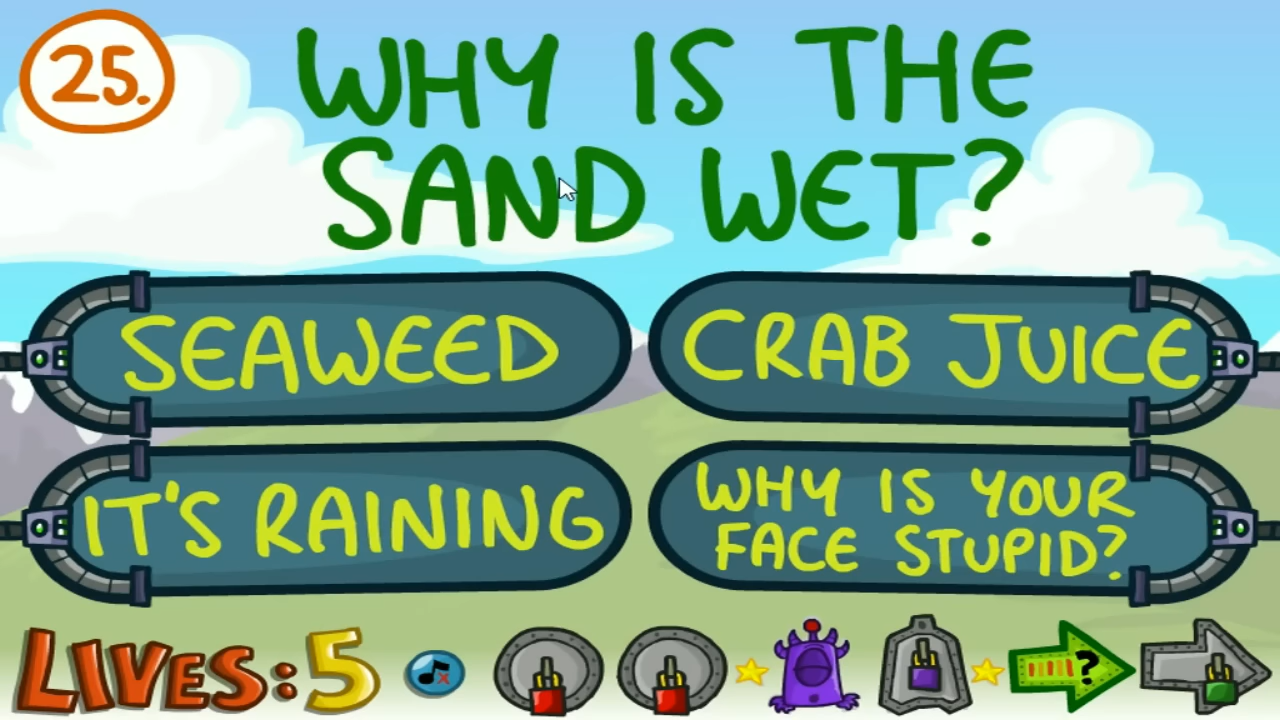 25.
WHY IS THE
SAND WET?
SEAWEED
CRAB JUICE
IT'S RAINING
WHY IS YOUR
FACE STUPID?
LIVES: 5
?